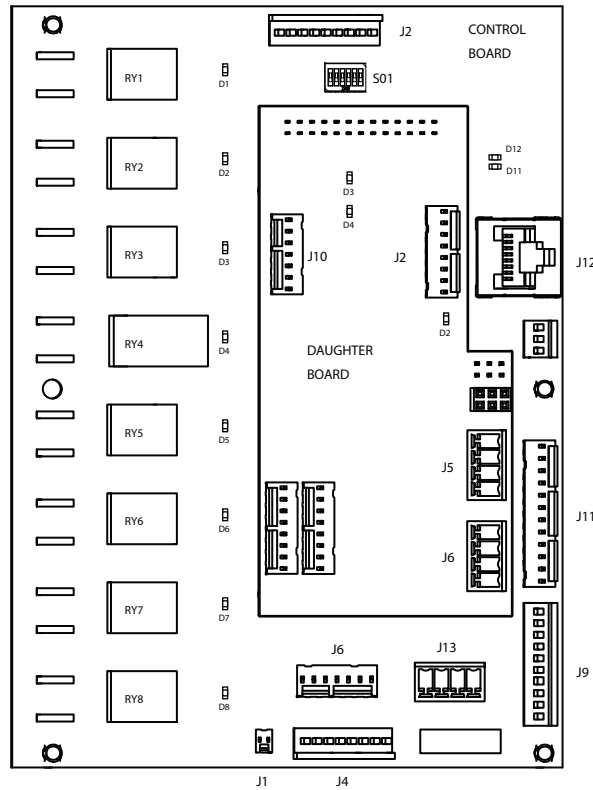 J2
CONTROL
BOARD
RY1
D1
S01
RY2
D2
D12
D11
D3
D4
RY3
D3
J10
J2
J12
RY4
D4
D2
DAUGHTER
BOARD
RY5
D5
J5
RY6
D6
J11
J6
RY7
D7
J6
J13
J9
RY8
D8
J1
J4